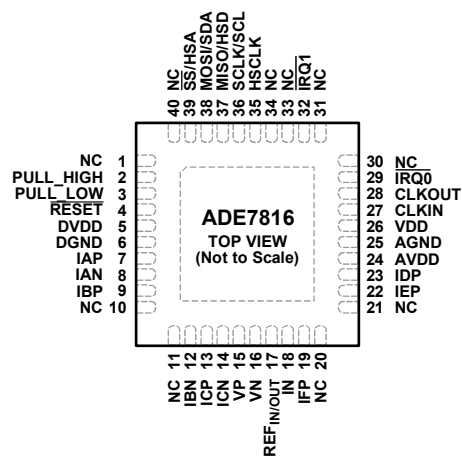 40 NC
39 SS/HSA
38 MOSI/SDA
37 MISO/HSD
36 SCLK/SCL
35 HSCLK
34 NC
33 NC
32 IRQ1
31 NC
NC 1
PULL_HIGH 2
PULL_LOW 3
RESET 4
DVDD 5
DGND 6
IAP 7
IAN 8
IBP 9
NC 10
ADE7816
TOP VIEW
(Not to Scale)
30 NC
29 IRQ0
28 CLKOUT
27 CLKIN
26 VDD
25 AGND
24 AVDD
23 IDP
22 IEP
21 NC
NC 11
IBN 12
ICP 13
ICN 14
VP 15
VN 16
REFIN/OUT 17
IN 18
IFP 19
NC 20